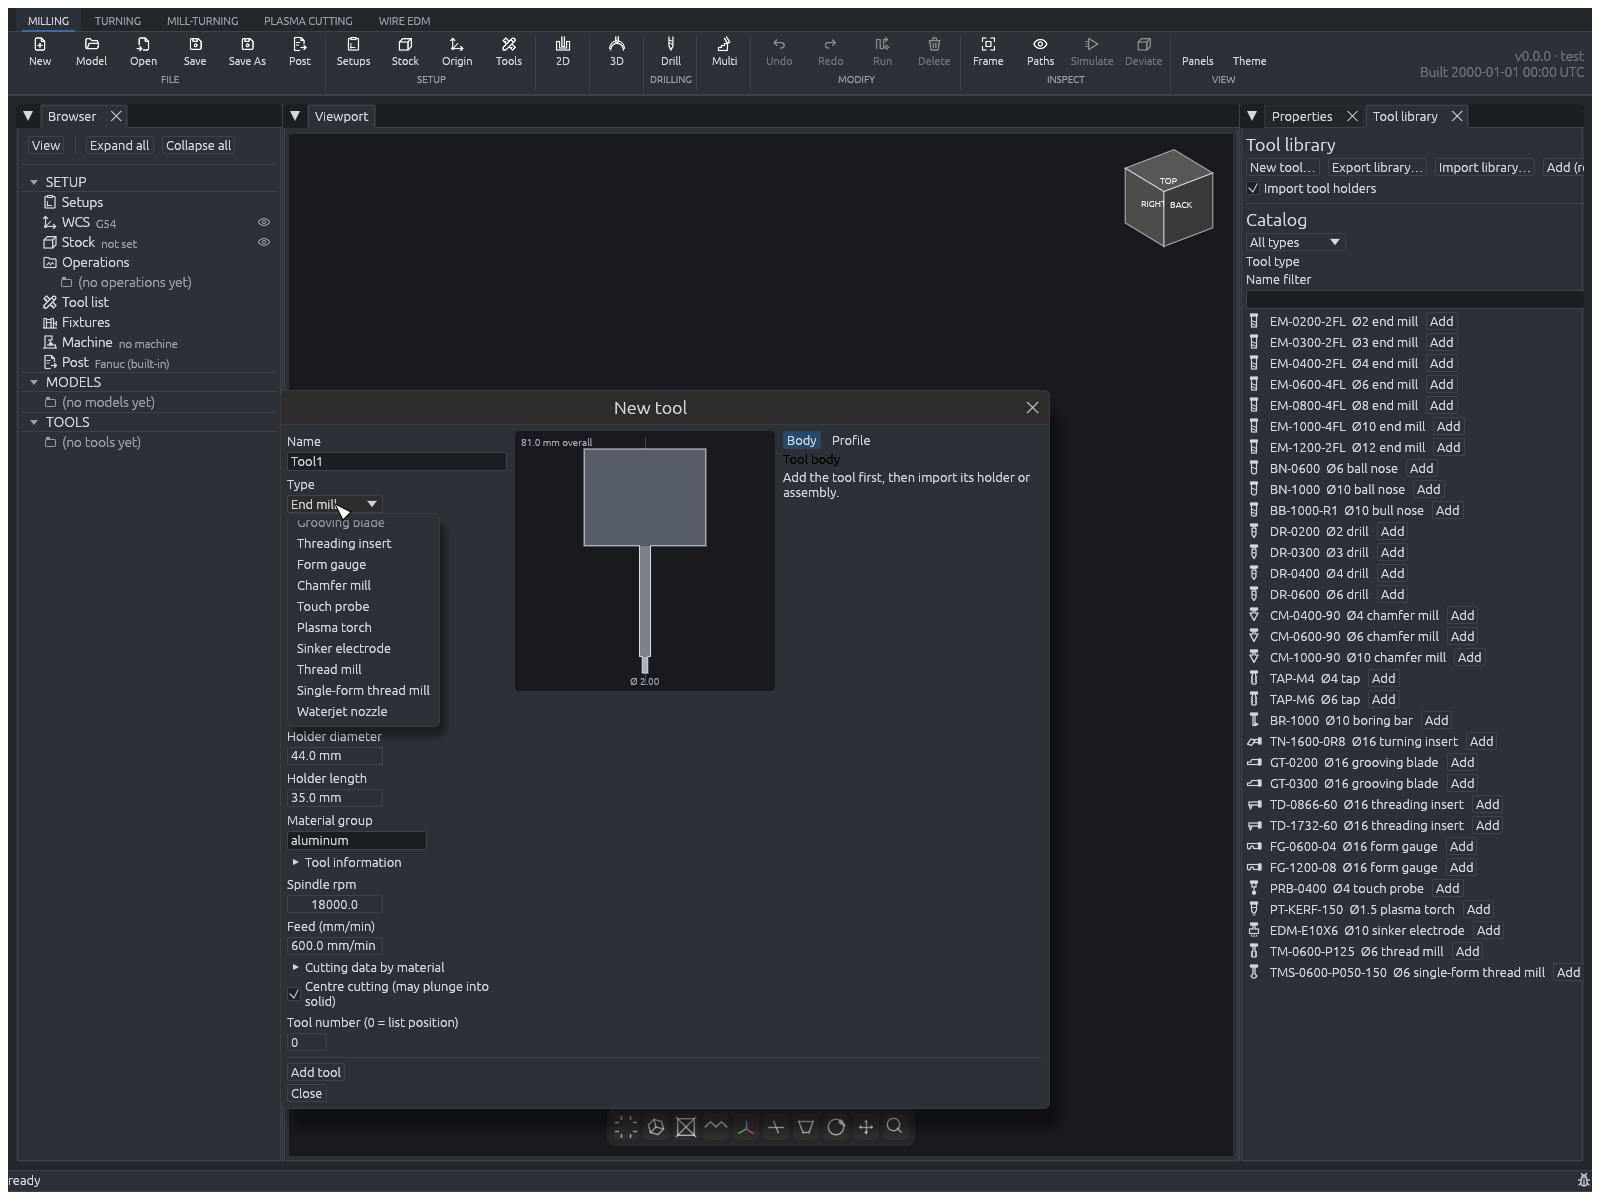 MILLING TURNING MILL-TURNING PLASMA CUTTING WIRE EDM
New Model Open Save Save As Post Setups Stock Origin Tools 2D 3D Drill Multi Undo Redo Run Delete Frame Paths Simulate Deviate Panels Theme
FILE SETUP DRILLING MODIFY INSPECT VIEW
v0.0.0 · test
Built 2000-01-01 00:00 UTC
Browser
View Expand all Collapse all
SETUP
Setups
WCS G54
Stock not set
Operations
(no operations yet)
Tool list
Fixtures
Machine no machine
Post Fanuc (built-in)
MODELS
(no models yet)
TOOLS
(no tools yet)
Viewport
TOP
RIGHT BACK
New tool
Name
Tool1
Type
End mill
Grooving blade
Threading insert
Form gauge
Chamfer mill
Touch probe
Plasma torch
Sinker electrode
Thread mill
Single-form thread mill
Waterjet nozzle
Holder diameter
44.0 mm
Holder length
35.0 mm
Material group
aluminum
Tool information
Spindle rpm
18000.0
Feed (mm/min)
600.0 mm/min
Cutting data by material
Centre cutting (may plunge into
solid)
Tool number (0 = list position)
0
Add tool
Close
81.0 mm overall
Ø 2.00
Body Profile
Tool body
Add the tool first, then import its holder or
assembly.
Properties Tool library
Tool library
New tool... Export library... Import library... Add (r
Import tool holders
Catalog
All types
Tool type
Name filter
EM-0200-2FL Ø2 end mill Add
EM-0300-2FL Ø3 end mill Add
EM-0400-2FL Ø4 end mill Add
EM-0600-4FL Ø6 end mill Add
EM-0800-4FL Ø8 end mill Add
EM-1000-4FL Ø10 end mill Add
EM-1200-2FL Ø12 end mill Add
BN-0600 Ø6 ball nose Add
BN-1000 Ø10 ball nose Add
BB-1000-R1 Ø10 bull nose Add
DR-0200 Ø2 drill Add
DR-0300 Ø3 drill Add
DR-0400 Ø4 drill Add
DR-0600 Ø6 drill Add
CM-0400-90 Ø4 chamfer mill Add
CM-0600-90 Ø6 chamfer mill Add
CM-1000-90 Ø10 chamfer mill Add
TAP-M4 Ø4 tap Add
TAP-M6 Ø6 tap Add
BR-1000 Ø10 boring bar Add
TN-1600-0R8 Ø16 turning insert Add
GT-0200 Ø16 grooving blade Add
GT-0300 Ø16 grooving blade Add
TD-0866-60 Ø16 threading insert Add
TD-1732-60 Ø16 threading insert Add
FG-0600-04 Ø16 form gauge Add
FG-1200-08 Ø16 form gauge Add
PRB-0400 Ø4 touch probe Add
PT-KERF-150 Ø1.5 plasma torch Add
EDM-E10X6 Ø10 sinker electrode Add
TM-0600-P125 Ø6 thread mill Add
TMS-0600-P050-150 Ø6 single-form thread mill Add
ready